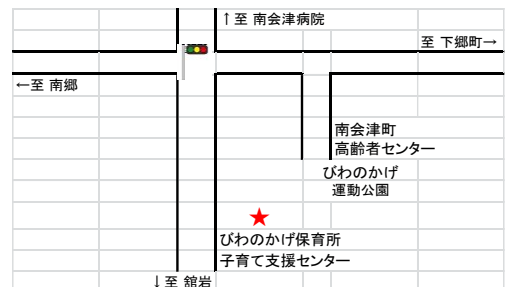 ↑至 南会津病院
至 下郷町→
←至 南郷
南会津町
高齢者センター
びわのかげ
運動公園
びわのかげ保育所
子育て支援センター
↓至 舘岩